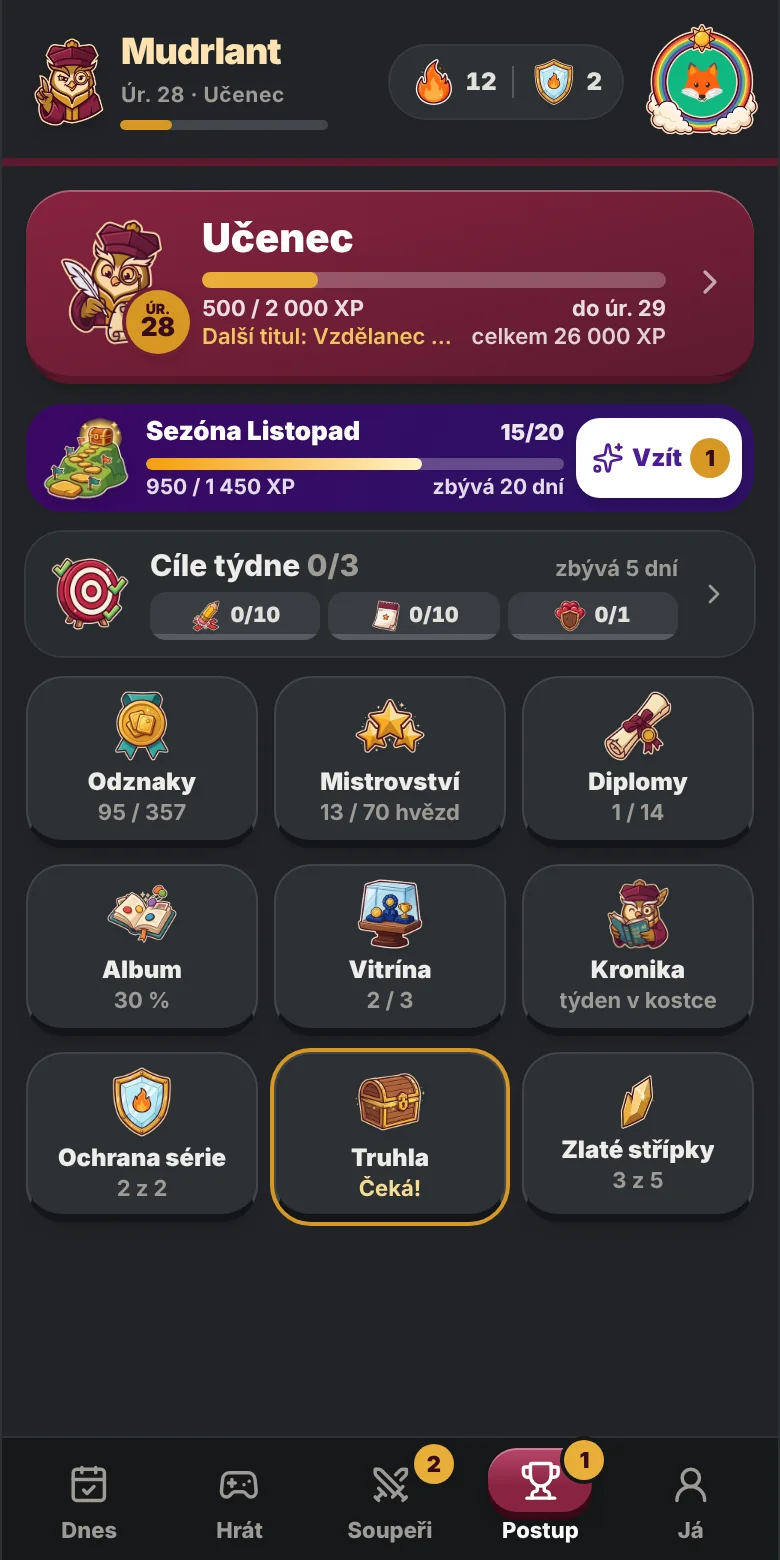 Mudrlant
Úr. 28 · Učenec
12
2
Učenec
ÚR.
28
500 / 2 000 XP
do úr. 29
Další titul: Vzdělanec ...
celkem 26 000 XP
Sezóna Listopad
15/20
950 / 1 450 XP
zbývá 20 dní
Vzít 1
Cíle týdne 0/3
zbývá 5 dní
0/10
0/10
0/1
Odznaky
95 / 357
Mistrovství
13 / 70 hvězd
Diplomy
1 / 14
Album
30 %
Vitrína
2 / 3
Kronika
týden v kostce
Ochrana série
2 z 2
Truhla
Čeká!
Zlaté střípky
3 z 5
Dnes
Hrát
2
Soupeři
1
Postup
Já